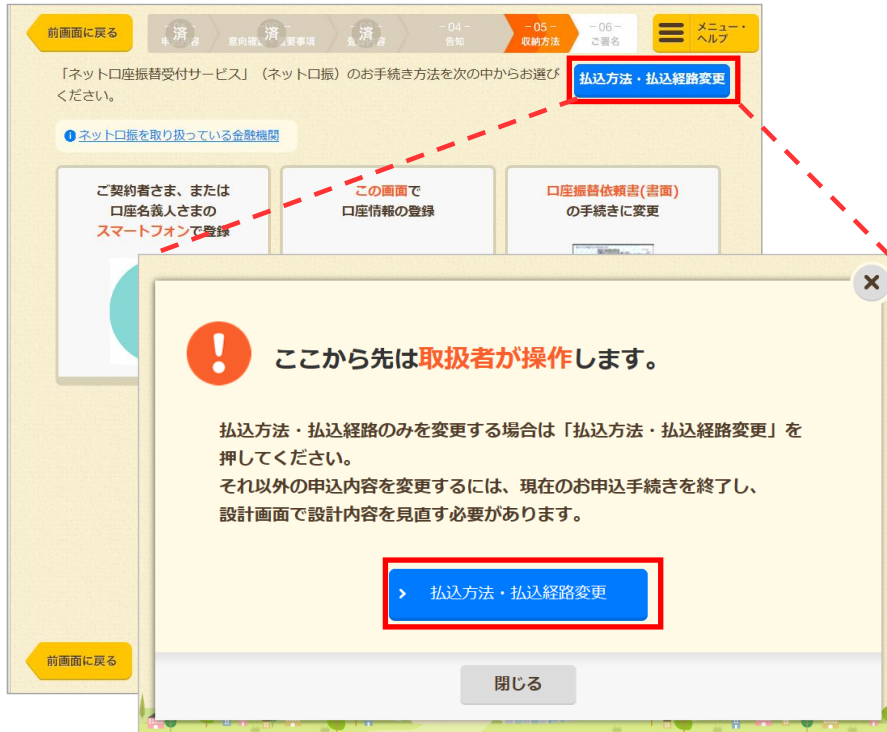 前画面に戻る
済
済
済
- 04 -
告知
- 05 -
収納方法
- 06 -
ご署名
メニュー・
ヘルプ
「ネット口座振替受付サービス」（ネット口振）のお手続き方法を次の中からお選び
ください。
払込方法・払込経路変更
ネット口振を取り扱っている金融機関
ご契約者さま、または
口座名義人さまの
スマートフォンで登録
この画面で
口座情報の登録
口座振替依頼書(書面)
の手続きに変更
ここから先は取扱者が操作します。
払込方法・払込経路のみを変更する場合は「払込方法・払込経路変更」を
押してください。
それ以外の申込内容を変更するには、現在のお申込手続きを終了し、
設計画面で設計内容を見直す必要があります。
払込方法・払込経路変更
前画面に戻る
閉じる